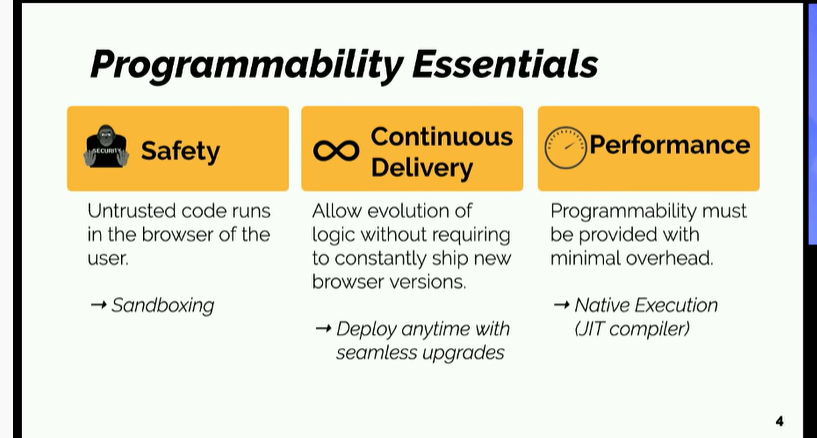 Programmability Essentials
SECURITY
Safety
Untrusted code runs
in the browser of the
user.
→ Sandboxing
Continuous
Delivery
Allow evolution of
logic without requiring
to constantly ship new
browser versions.
→ Deploy anytime with
seamless upgrades
Performance
Programmability must
be provided with
minimal overhead.
→ Native Execution
(JIT compiler)
4